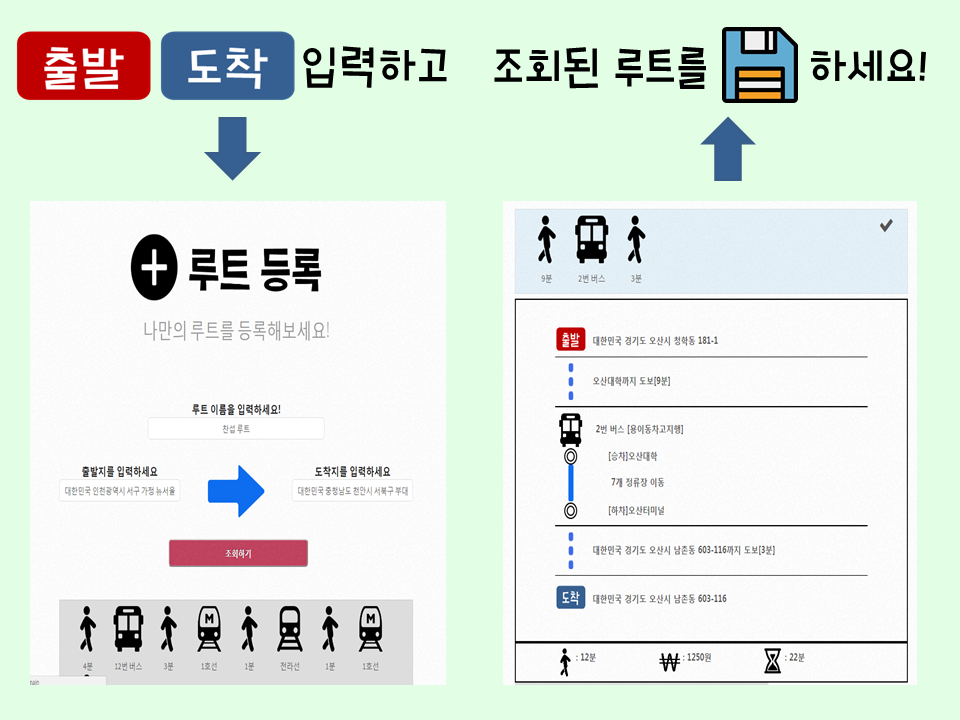 출발 도착 입력하고
조회된 루트를 하세요!
루트 등록
나만의 루트를 등록해보세요!
루트 이름을 입력하세요!
찬섭 루트
출발지를 입력하세요
대한민국 인천광역시 서구 가정 뉴서울
도착지를 입력하세요
대한민국 충청남도 천안시 서북구 부대
조회하기
M
M
4분 12번 버스 3분 1호선 1분 전라선 1분 1호선
9분 2번 버스 3분
출발 대한민국 경기도 오산시 청학동 181-1
오산대학까지 도보[9분]
2번 버스 [용이동차고지행]
[승차]오산대학
7개 정류장 이동
[하차]오산터미널
대한민국 경기도 오산시 남촌동 603-116까지 도보[3분]
도착 대한민국 경기도 오산시 남촌동 603-116
: 12분 ₩ : 1250원 : 22분